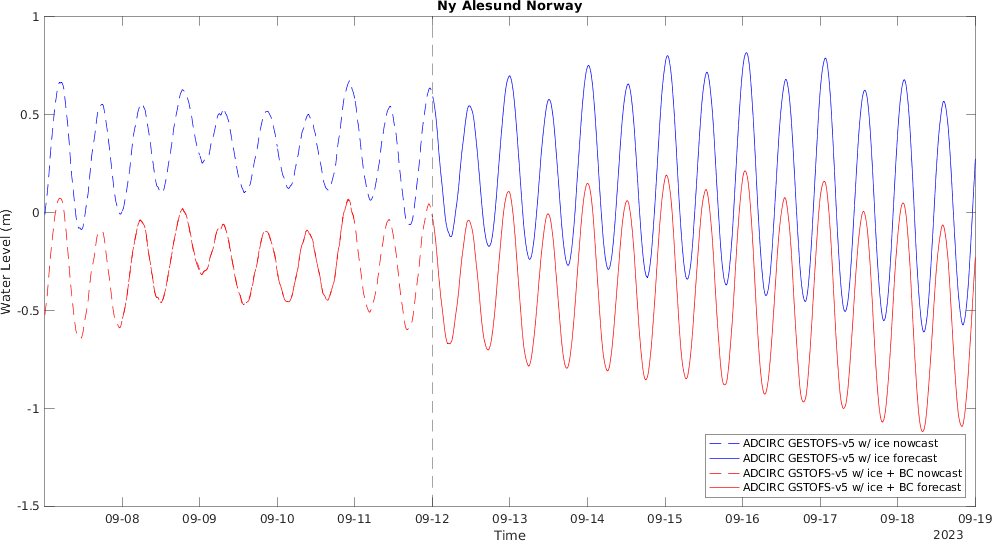 Ny Alesund Norway
1
0.5
0
-0.5
-1
-1.5
Water Level (m)
ADCIRC GESTOFS-v5 w/ ice nowcast
ADCIRC GESTOFS-v5 w/ ice forecast
ADCIRC GSTOFS-v5 w/ ice + BC nowcast
ADCIRC GSTOFS-v5 w/ ice + BC forecast
09-08 09-09 09-10 09-11 09-12 09-13 09-14 09-15 09-16 09-17 09-18 09-19
Time
2023